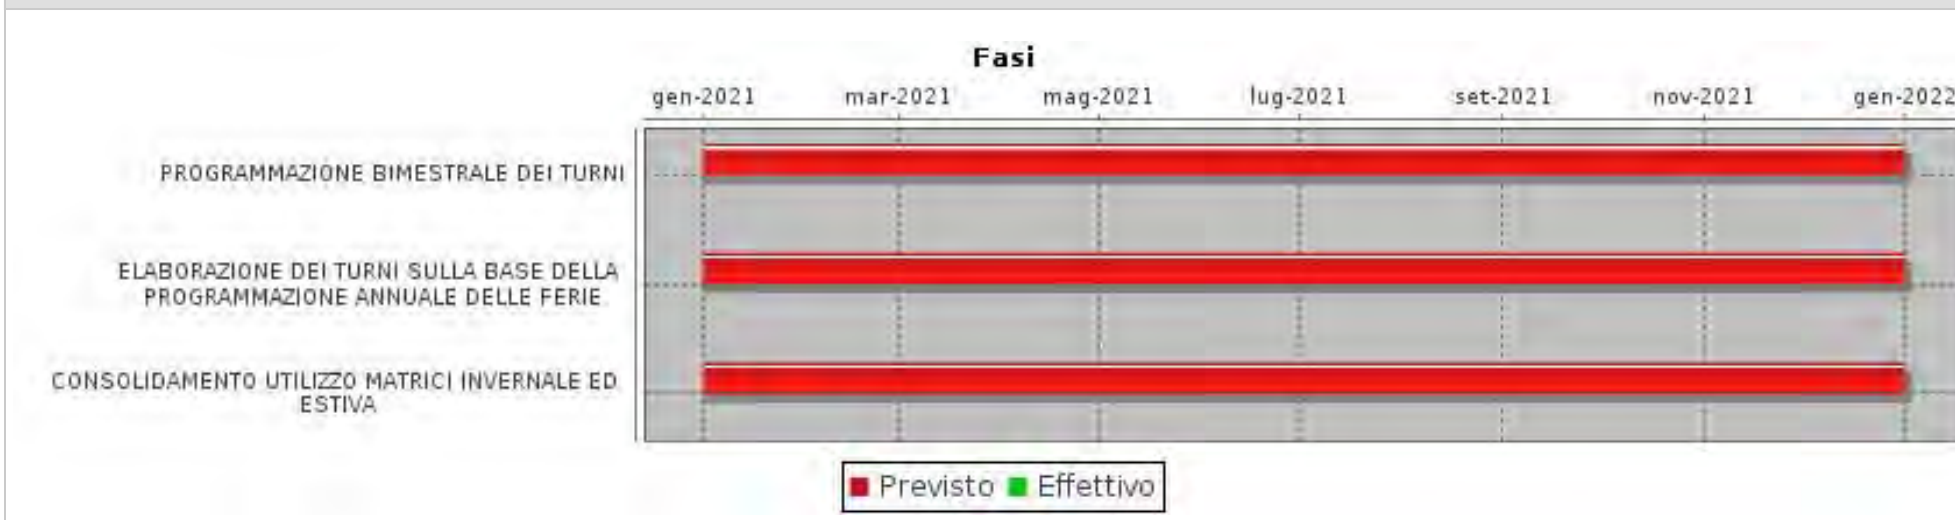 Fasi
gen-2021 mar-2021 mag-2021 lug-2021 set-2021 nov-2021 gen-2022
PROGRAMMAZIONE BIMESTRALE DEI TURNI
ELABORAZIONE DEI TURNI SULLA BASE DELLA
PROGRAMMAZIONE ANNUALE DELLE FERIE
CONSOLIDAMENTO UTILIZZO MATRICI INVERNALE ED
ESTIVA
Previsto Effettivo